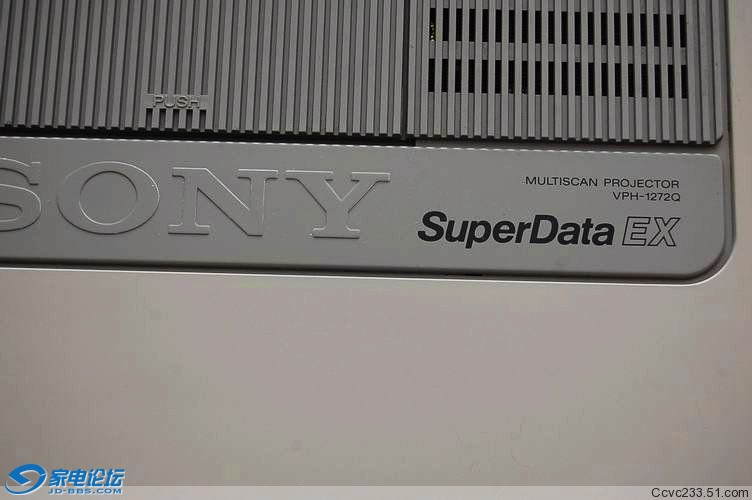 PUSH
SONY
MULTISCAN PROJECTOR
VPH-1272Q
SuperData EX
家电论坛
JD-BBS.COM
Ccvc233.51.com